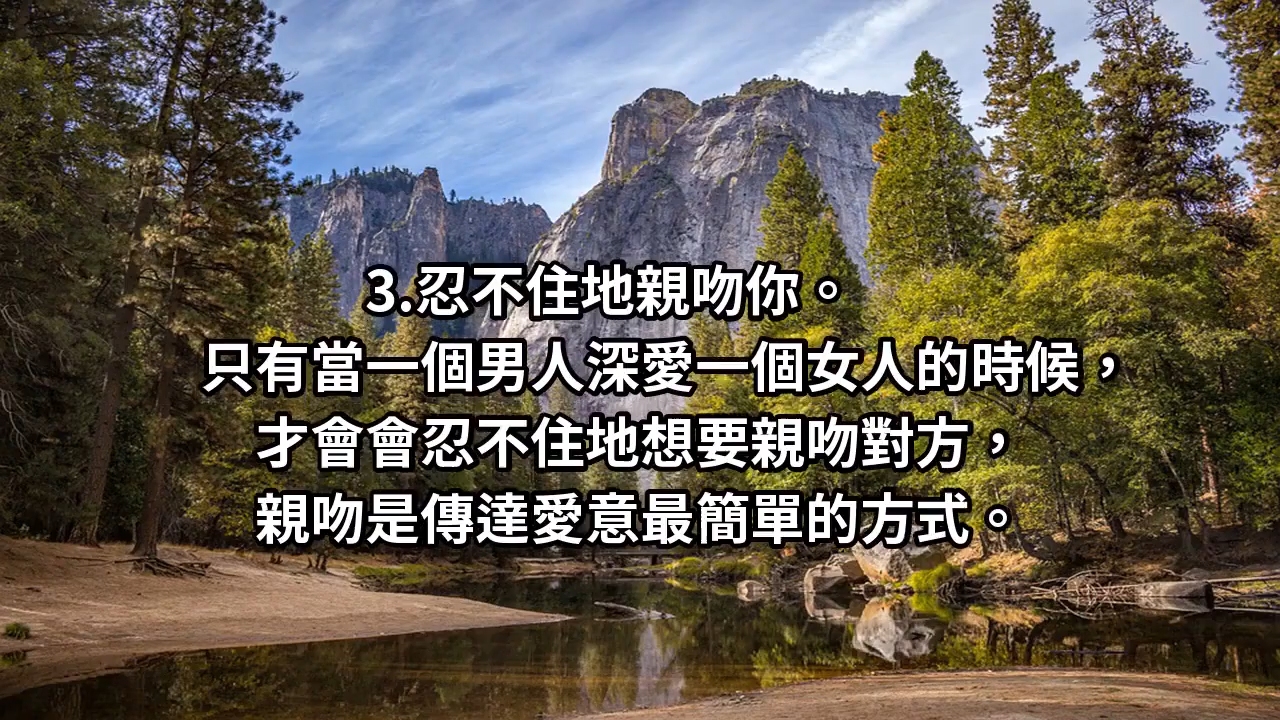 3.忍不住地親吻你。
只有當一個男人深愛一個女人的時候，
才會會忍不住地想要親吻對方，
親吻是傳達愛意最簡單的方式。